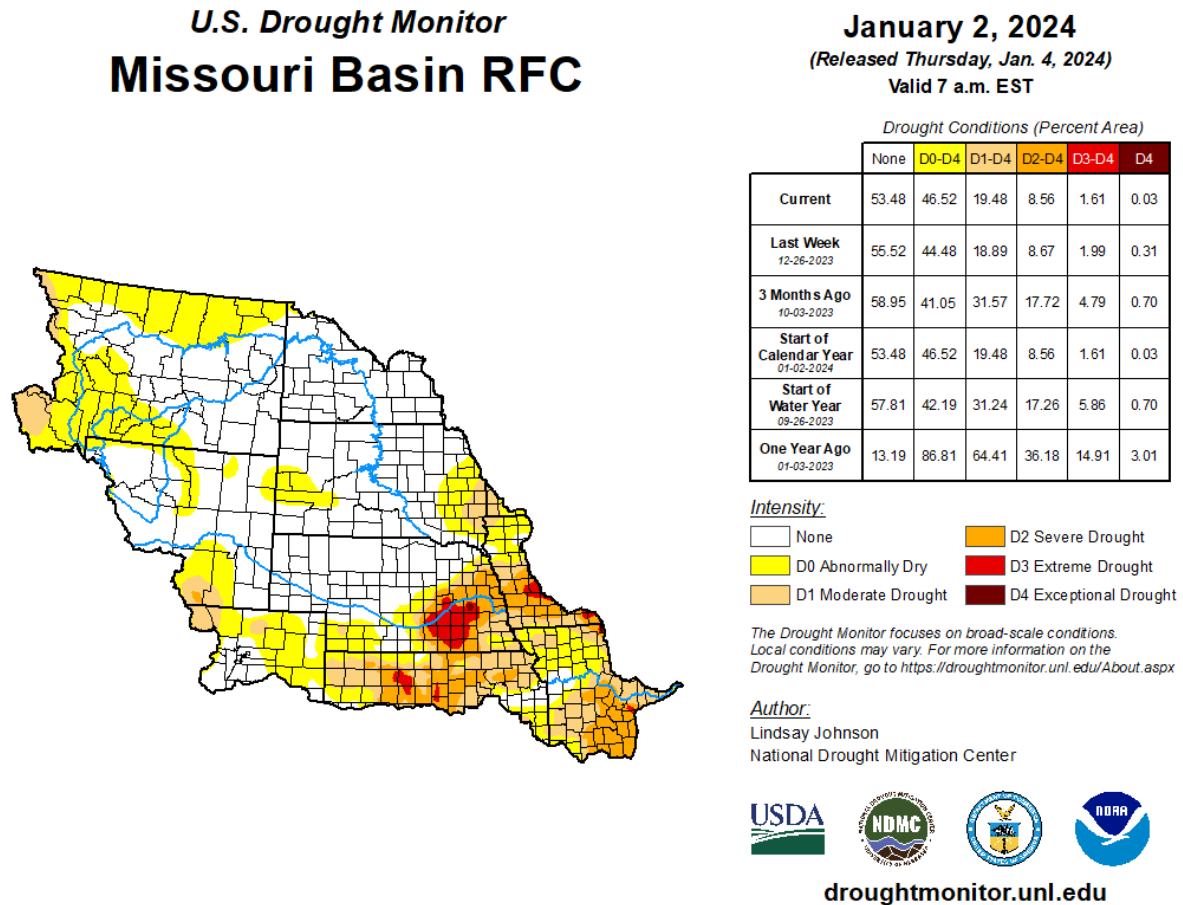 U.S. Drought Monitor
Missouri Basin RFC
January 2, 2024
(Released Thursday, Jan. 4, 2024)
Valid 7 a.m. EST
Drought Conditions (Percent Area)
None D0-D4 D1-D4 D2-D4 D3-D4 D4
Current 53.48 46.52 19.48 8.56 1.61 0.03
Last Week
12-26-2023 55.52 44.48 18.89 8.67 1.99 0.31
3 Months Ago
10-03-2023 58.95 41.05 31.57 17.72 4.79 0.70
Start of
Calendar Year
01-02-2024 53.48 46.52 19.48 8.56 1.61 0.03
Start of
Water Year
09-26-2023 57.81 42.19 31.24 17.26 5.86 0.70
One Year Ago
01-03-2023 13.19 86.81 64.41 36.18 14.91 3.01
Intensity:
None
D0 Abnormally Dry
D1 Moderate Drought
D2 Severe Drought
D3 Extreme Drought
D4 Exceptional Drought
The Drought Monitor focuses on broad-scale conditions.
Local conditions may vary. For more information on the
Drought Monitor, go to https://droughtmonitor.unl.edu/About.aspx
Author:
Lindsay Johnson
National Drought Mitigation Center
USDA
NDMC
NOAA
droughtmonitor.unl.edu